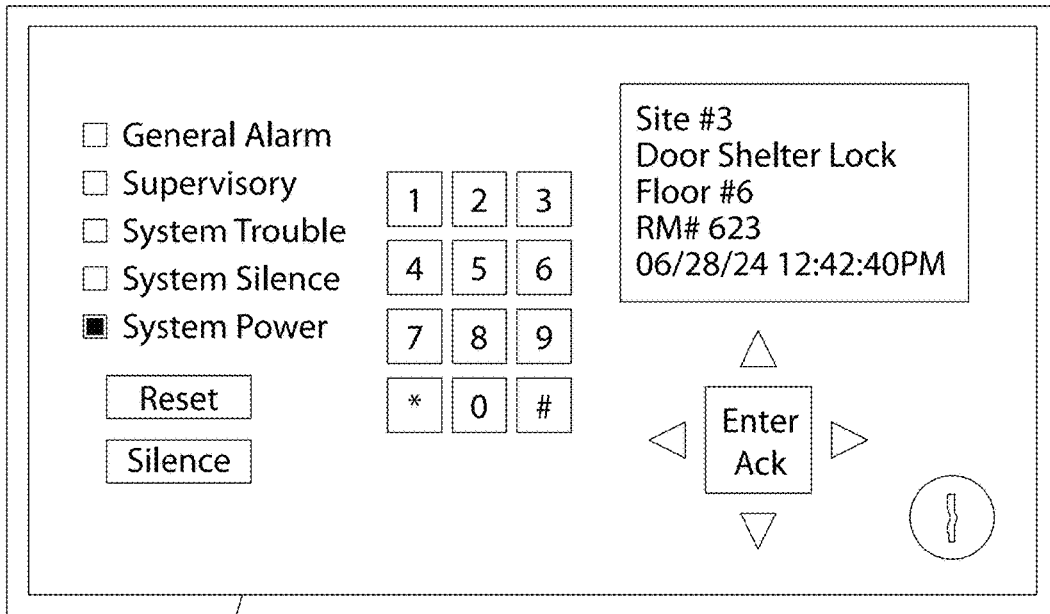 General Alarm
Supervisory
System Trouble
System Silence
System Power
Reset
Silence
1 2 3
4 5 6
7 8 9
* 0 #
Site #3
Door Shelter Lock
Floor #6
RM# 623
06/28/24 12:42:40PM
Enter
Ack